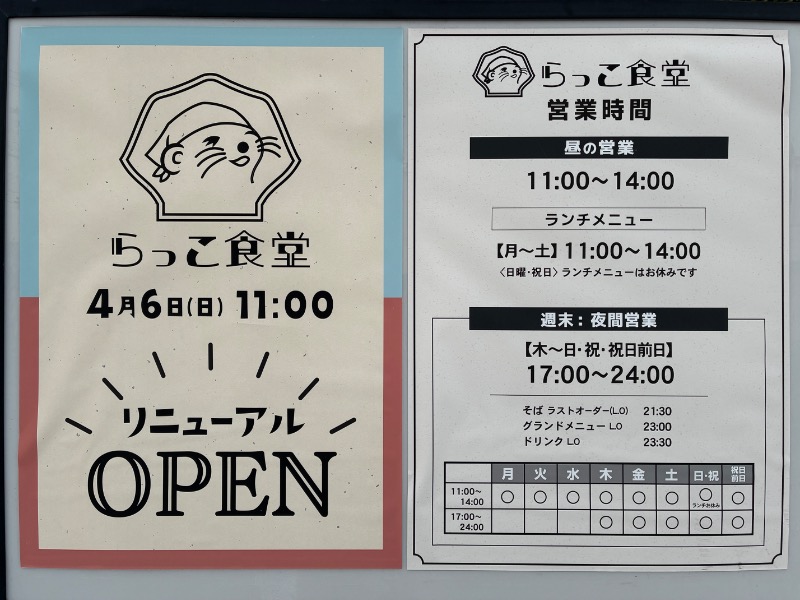 らっこ食堂
4月6日(日) 11:00
リニューアル
OPEN
らっこ食堂
営業時間
昼の営業
11:00〜14:00
ランチメニュー
【月〜土】11:00〜14:00
〈日曜・祝日〉ランチメニューはお休みです
週末：夜間営業
【木〜日・祝・祝日前日】
17:00〜24:00
そば ラストオーダー(L.O) 21:30
グランドメニュー L.O 23:00
ドリンク L.O 23:30
月 火 水 木 金 土 日・祝 祝日前日
11:00〜14:00 ○ ○ ○ ○ ○ ○ ○ ○
ランチお休み
17:00〜24:00 ○ ○ ○ ○ ○